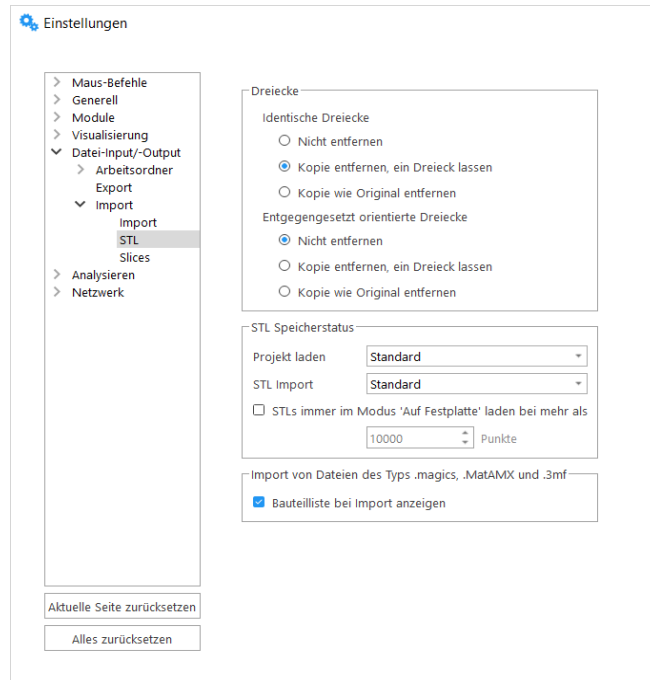 Einstellungen
Maus-Befehle
Generell
Module
Visualisierung
Datei-Input/-Output
Arbeitsordner
Export
Import
Import
STL
Slices
Analysieren
Netzwerk
Aktuelle Seite zurücksetzen
Alles zurücksetzen
Dreiecke
Identische Dreiecke
Nicht entfernen
Kopie entfernen, ein Dreieck lassen
Kopie wie Original entfernen
Entgegengesetzt orientierte Dreiecke
Nicht entfernen
Kopie entfernen, ein Dreieck lassen
Kopie wie Original entfernen
STL Speicherstatus
Projekt laden Standard
STL Import Standard
STLs immer im Modus 'Auf Festplatte' laden bei mehr als
10000 Punkte
Import von Dateien des Typs .magics, .MatAMX und .3mf
Bauteilliste bei Import anzeigen